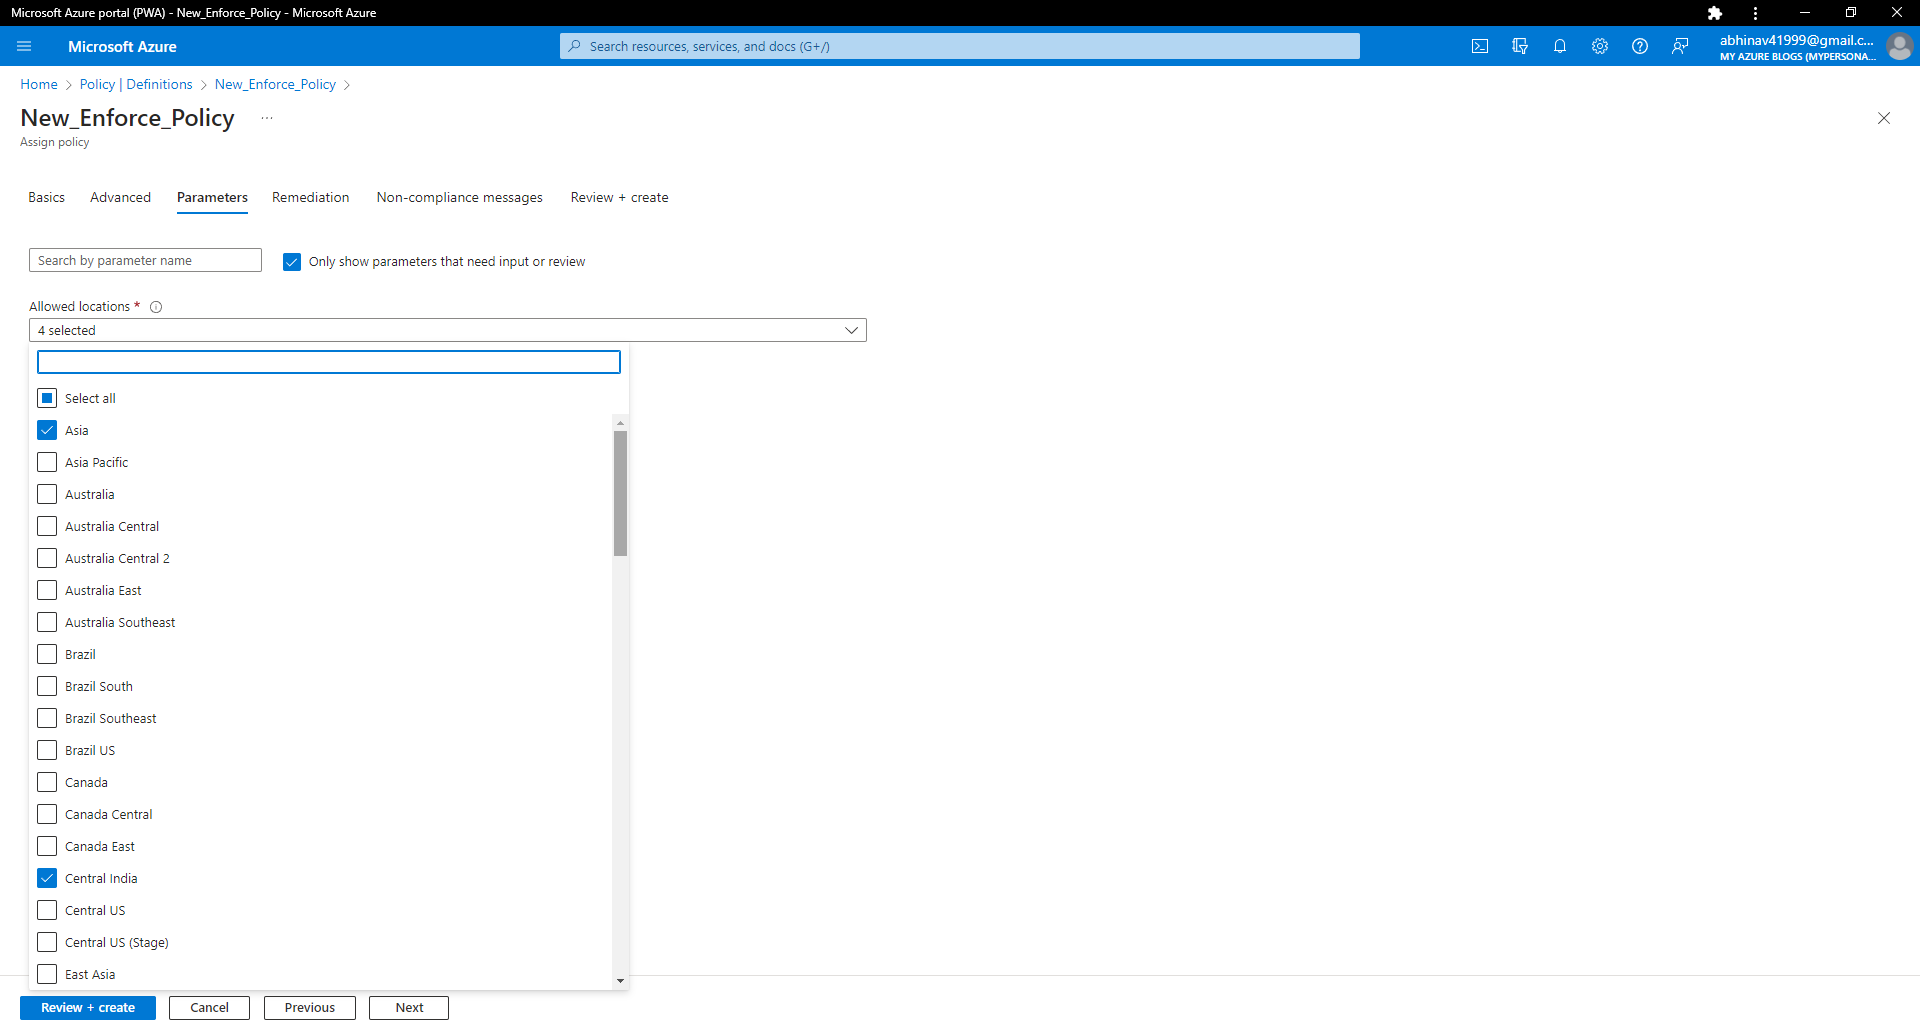 Microsoft Azure portal (PWA) - New_Enforce_Policy - Microsoft Azure
Microsoft Azure
Search resources, services, and docs (G+/)
abhinav41999@gmail.c...
MY AZURE BLOGS (MYPERSONA...
Home > Policy | Definitions > New_Enforce_Policy >
New_Enforce_Policy ...
Assign policy
Basics Advanced Parameters Remediation Non-compliance messages Review + create
Search by parameter name
Only show parameters that need input or review
Allowed locations *
4 selected
Select all
Asia
Asia Pacific
Australia
Australia Central
Australia Central 2
Australia East
Australia Southeast
Brazil
Brazil South
Brazil Southeast
Brazil US
Canada
Canada Central
Canada East
Central India
Central US
Central US (Stage)
East Asia
Review + create Cancel Previous Next